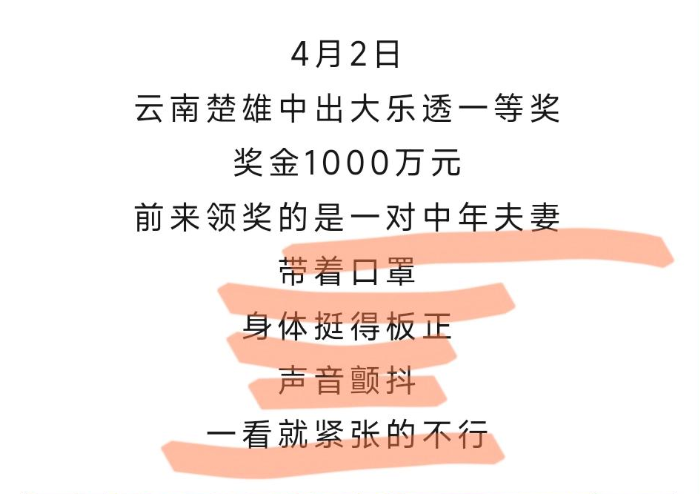 4月2日
云南楚雄中出大乐透一等奖
奖金1000万元
前来领奖的是一对中年夫妻
带着口罩
身体挺得板正
声音颤抖
一看就紧张的不行